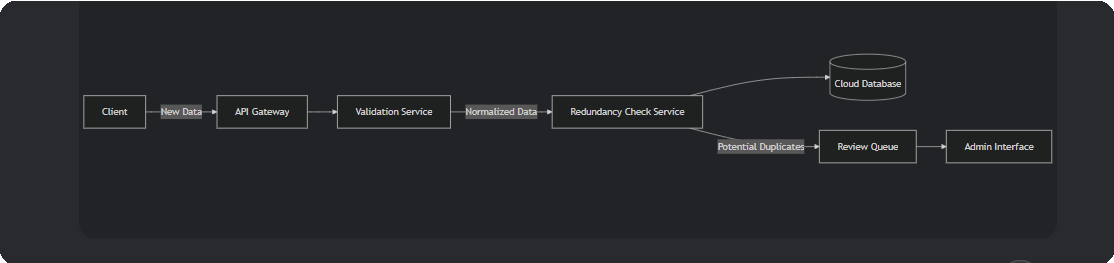 Client
New Data
API Gateway
Validation Service
Normalized Data
Redundancy Check Service
Cloud Database
Potential Duplicates
Review Queue
Admin Interface